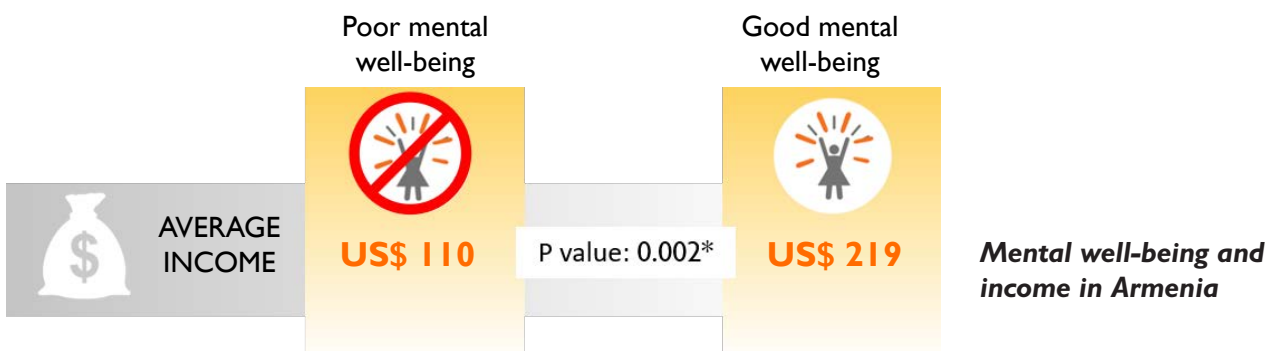 Poor mental
well-being
Good mental
well-being
$
AVERAGE
INCOME
US$ 110
P value: 0.002*
US$ 219
Mental well-being and
income in Armenia